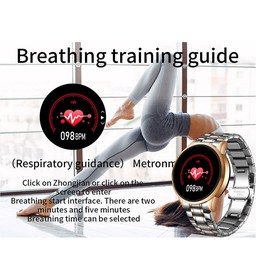 Breathing training guide
098BPM
(Respiratory guidance) Metronm
Click on Zhongjian or click on the
screen to enter
Breathing start interface. There are two
minutes and five minutes
Breathing time can be selected
098BPM